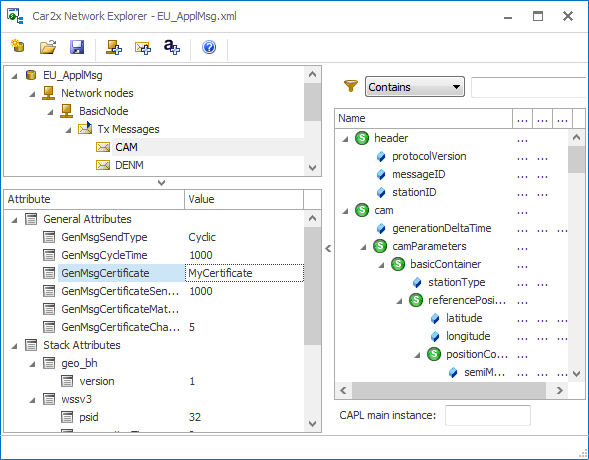 Car2x Network Explorer - EU_ApplMsg.xml
EU_ApplMsg
Network nodes
BasicNode
Tx Messages
CAM
DENM
Attribute Value
General Attributes
GenMsgSendType Cyclic
GenMsgCycleTime 1000
GenMsgCertificate MyCertificate
GenMsgCertificateSen... 1000
GenMsgCertificateMat...
GenMsgCertificateCha... 5
Stack Attributes
geo_bh
version 1
wssv3
psid 32
Contains
Name ... ... ...
header ...
protocolVersion ... ... ...
messageID ... ... ...
stationID ... ... ...
cam ...
generationDeltaTime ... ... ...
camParameters ...
basicContainer ...
stationType ... ... ...
referencePosi... ...
latitude ... ... ...
longitude ... ... ...
positionCo... ...
semiM... ... ... ...
CAPL main instance: